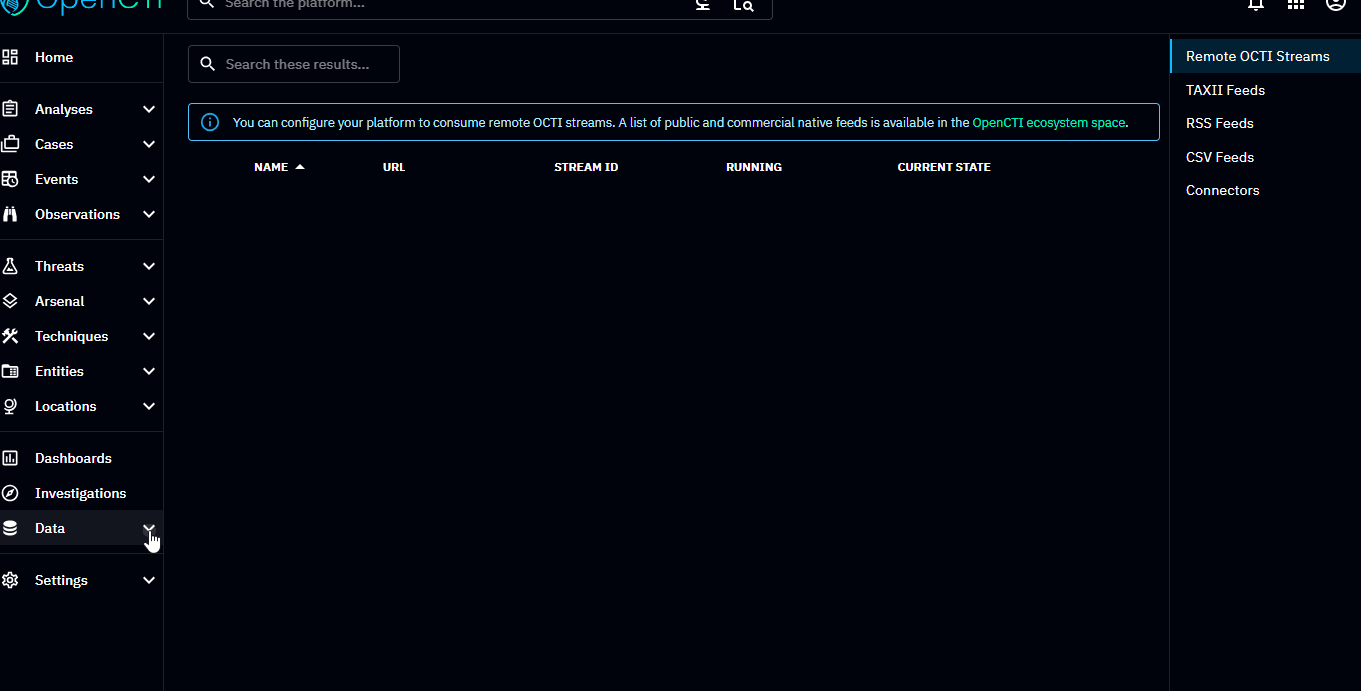 OpenCTI
Search the platform...
Home
Analyses
Cases
Events
Observations
Threats
Arsenal
Techniques
Entities
Locations
Dashboards
Investigations
Data
Settings
Search these results...
You can configure your platform to consume remote OCTI streams. A list of public and commercial native feeds is available in the OpenCTI ecosystem space.
NAME URL STREAM ID RUNNING CURRENT STATE
Remote OCTI Streams
TAXII Feeds
RSS Feeds
CSV Feeds
Connectors